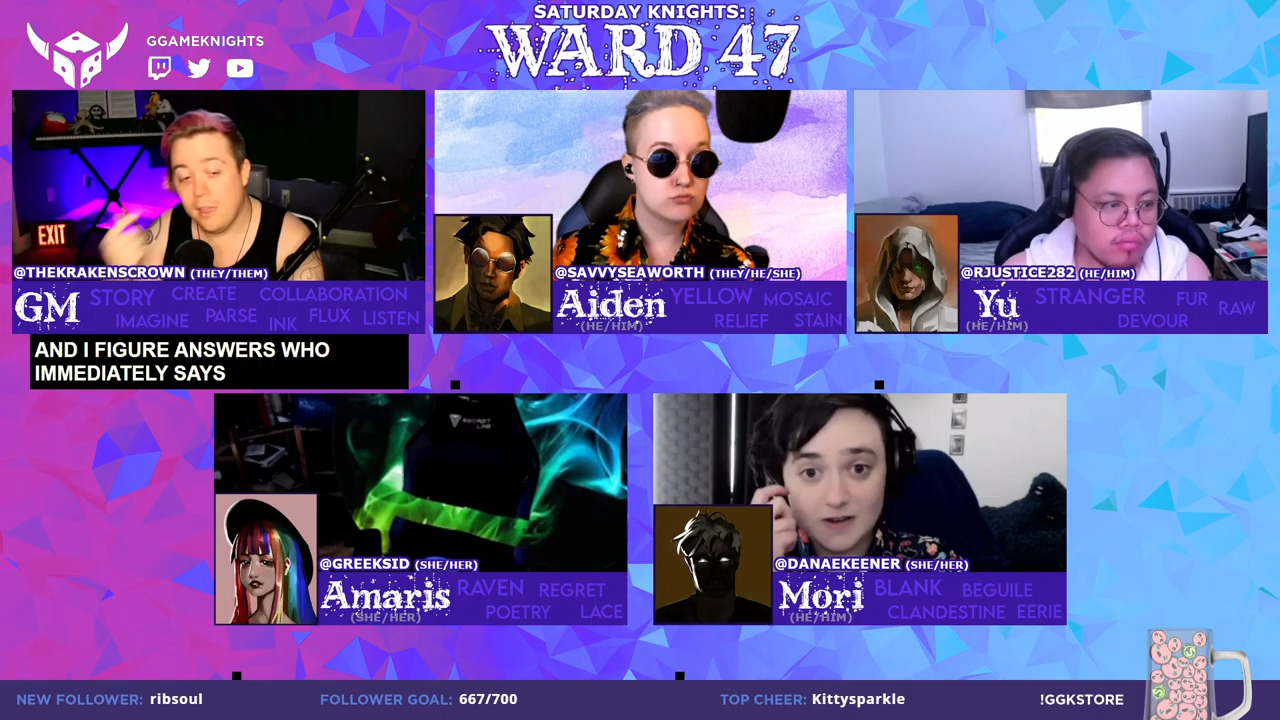 SATURDAY KNIGHTS:
WARD 47
GGAMEKNIGHTS
EXIT
@THEKRAKENSCROWN (THEY/THEM)
GM
STORY CREATE COLLABORATION
IMAGINE PARSE INK FLUX LISTEN
@SAVVYSEAWORTH (THEY/HE/SHE)
Aiden
(HE/HIM)
YELLOW MOSAIC
RELIEF STAIN
@RJUSTICE282 (HE/HIM)
Yu
(HE/HIM)
STRANGER FUR RAW
DEVOUR
AND I FIGURE ANSWERS WHO
IMMEDIATELY SAYS
SECRET
LAB
@GREEKSID (SHE/HER)
Amaris
(SHE/HER)
RAVEN REGRET
POETRY LACE
@DANAEKEENER (SHE/HER)
Mori
(HE/HIM)
BLANK BEGUILE
CLANDESTINE EERIE
NEW FOLLOWER: ribsoul
FOLLOWER GOAL: 667/700
TOP CHEER: Kittysparkle
!GGKSTORE